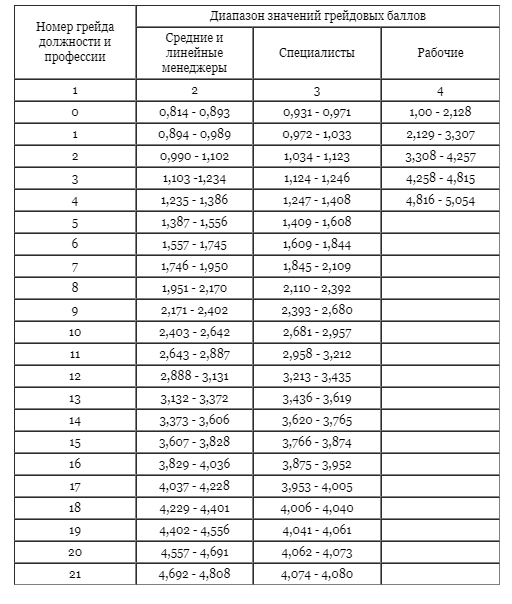 Номер грейда должности и профессии | Диапазон значений грейдовых баллов
Средние и линейные менеджеры | Специалисты | Рабочие
1 | 2 | 3 | 4
0 | 0,814 - 0,893 | 0,931 - 0,971 | 1,00 - 2,128
1 | 0,894 - 0,989 | 0,972 - 1,033 | 2,129 - 3,307
2 | 0,990 - 1,102 | 1,034 - 1,123 | 3,308 - 4,257
3 | 1,103 -1,234 | 1,124 - 1,246 | 4,258 - 4,815
4 | 1,235 - 1,386 | 1,247 - 1,408 | 4,816 - 5,054
5 | 1,387 - 1,556 | 1,409 - 1,608
6 | 1,557 - 1,745 | 1,609 - 1,844
7 | 1,746 - 1,950 | 1,845 - 2,109
8 | 1,951 - 2,170 | 2,110 - 2,392
9 | 2,171 - 2,402 | 2,393 - 2,680
10 | 2,403 - 2,642 | 2,681 - 2,957
11 | 2,643 - 2,887 | 2,958 - 3,212
12 | 2,888 - 3,131 | 3,213 - 3,435
13 | 3,132 - 3,372 | 3,436 - 3,619
14 | 3,373 - 3,606 | 3,620 - 3,765
15 | 3,607 - 3,828 | 3,766 - 3,874
16 | 3,829 - 4,036 | 3,875 - 3,952
17 | 4,037 - 4,228 | 3,953 - 4,005
18 | 4,229 - 4,401 | 4,006 - 4,040
19 | 4,402 - 4,556 | 4,041 - 4,061
20 | 4,557 - 4,691 | 4,062 - 4,073
21 | 4,692 - 4,808 | 4,074 - 4,080